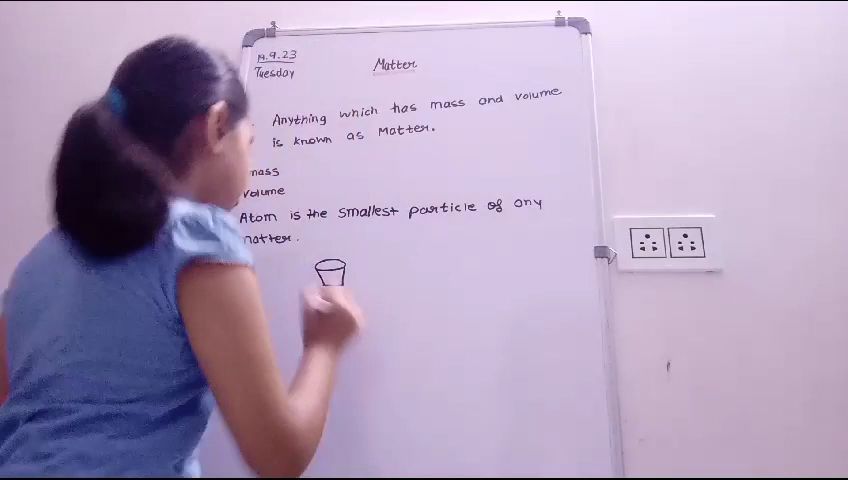 19.9.23
Tuesday
Matter
Anything which has mass and volume
is known as Matter.
mass
volume
Atom is the smallest particle of any
matter.